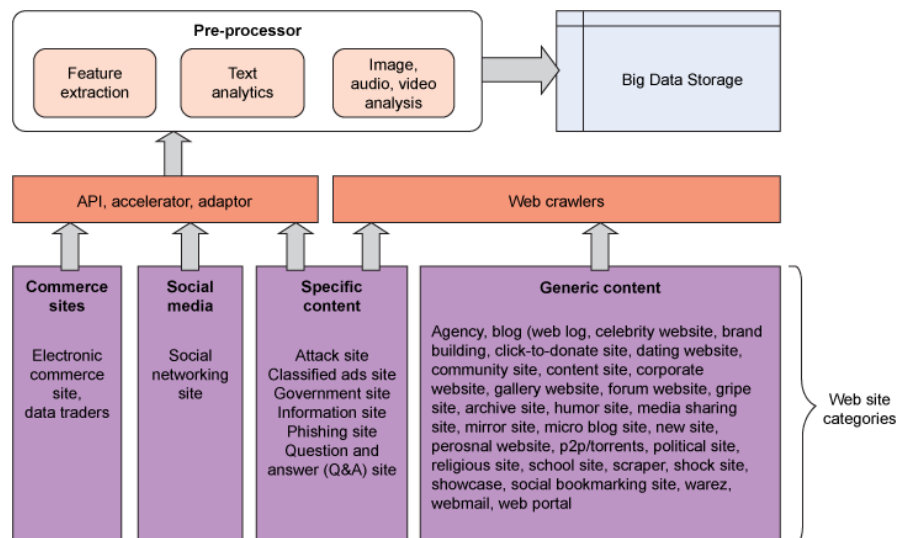 Pre-processor
Feature
extraction
Text
analytics
Image,
audio, video
analysis
Big Data Storage
API, accelerator, adaptor
Web crawlers
Commerce
sites
Electronic
commerce
site,
data traders
Social
media
Social
networking
site
Specific
content
Attack site
Classified ads site
Government site
Information site
Phishing site
Question and
answer (Q&A) site
Generic content
Agency, blog (web log, celebrity website, brand
building, click-to-donate site, dating website,
community site, content site, corporate
website, gallery website, forum website, gripe
site, archive site, humor site, media sharing
site, mirror site, micro blog site, new site,
perosnal website, p2p/torrents, political site,
religious site, school site, scraper, shock site,
showcase, social bookmarking site, warez,
webmail, web portal
Web site
categories